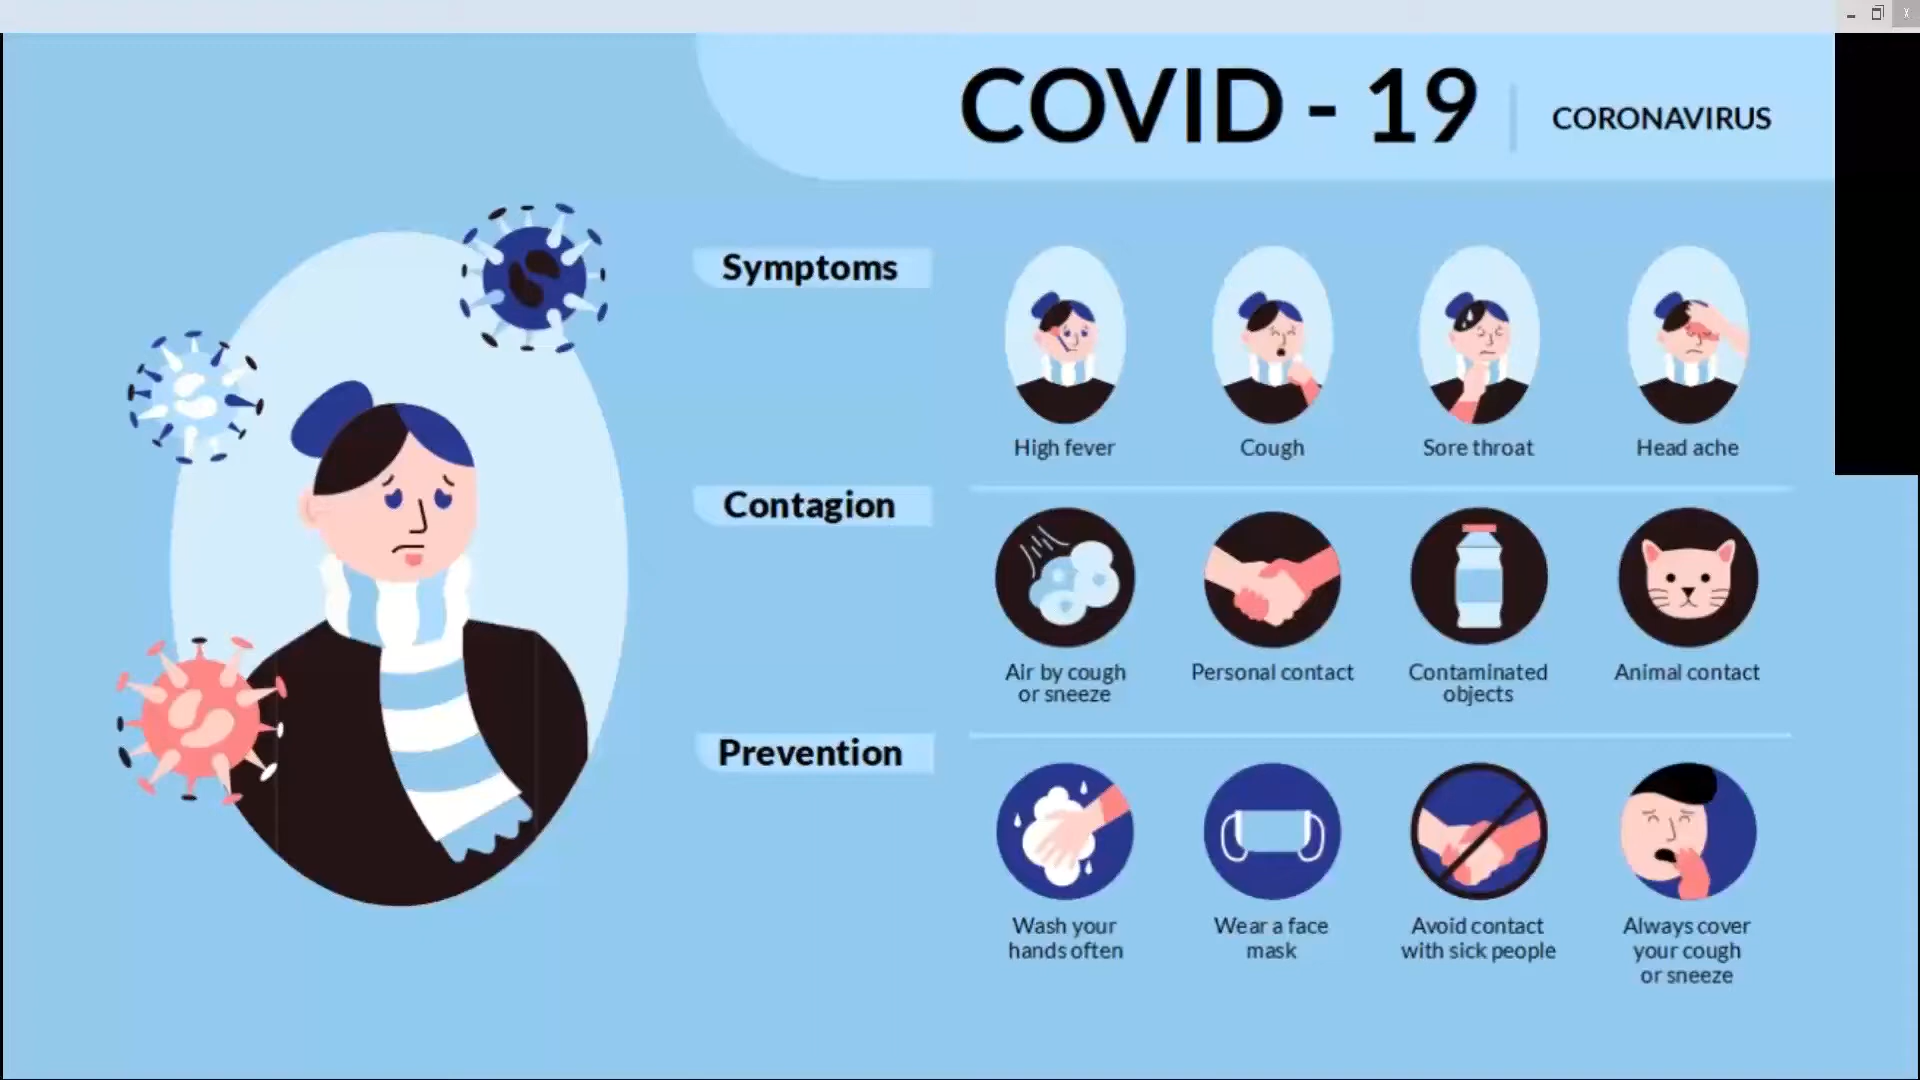 COVID - 19
CORONAVIRUS
Symptoms
High fever
Cough
Sore throat
Head ache
Contagion
Air by cough
or sneeze
Personal contact
Contaminated
objects
Animal contact
Prevention
Wash your
hands often
Wear a face
mask
Avoid contact
with sick people
Always cover
your cough
or sneeze